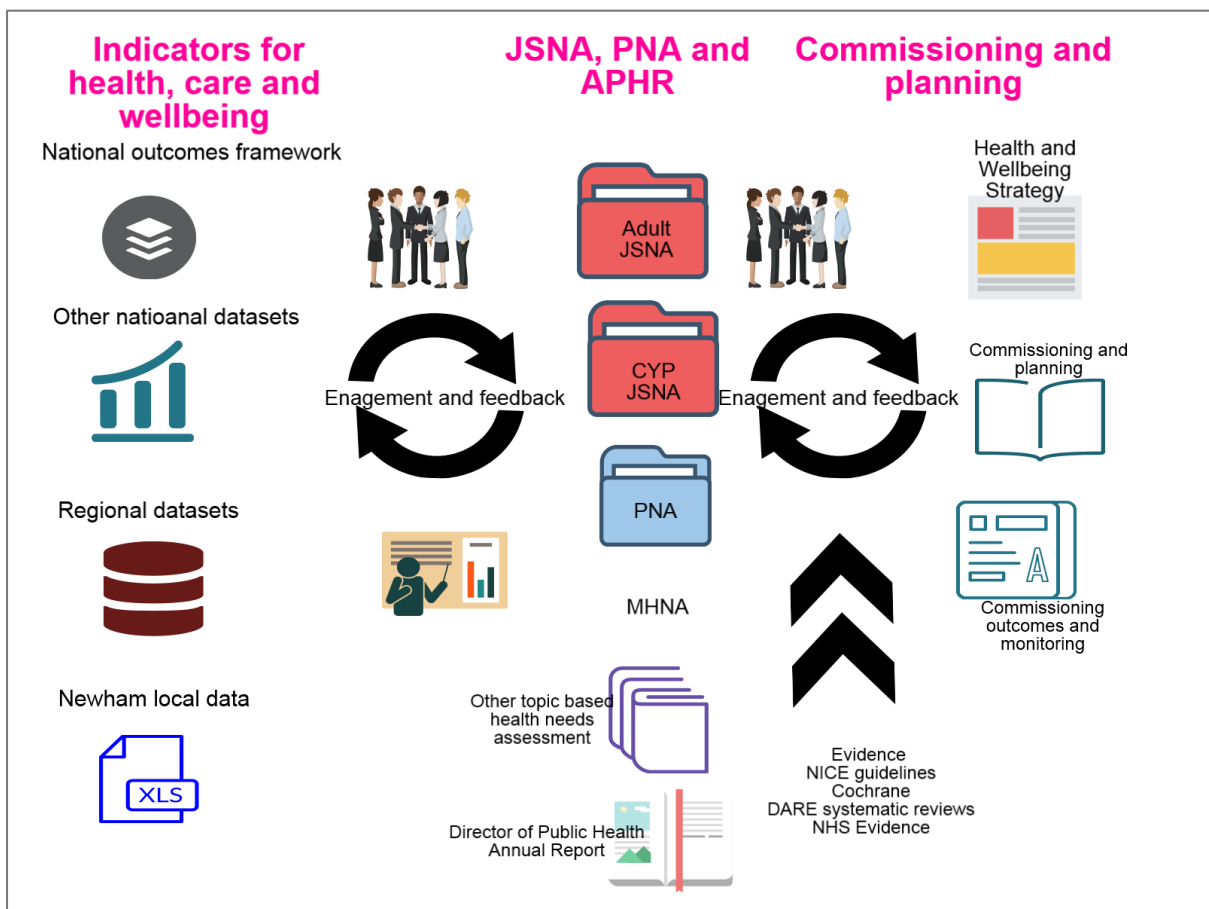 Indicators for
health, care and
wellbeing
National outcomes framework
Other natioanal datasets
Regional datasets
Newham local data
XLS
Enagement and feedback
JSNA, PNA and
APHR
Adult
JSNA
CYP
JSNA
PNA
MHNA
Other topic based
health needs
assessment
Director of Public Health
Annual Report
Enagement and feedback
Evidence
NICE guidelines
Cochrane
DARE systematic reviews
NHS Evidence
Commissioning and
planning
Health and
Wellbeing
Strategy
Commissioning and
planning
A
Commissioning
outcomes and
monitoring